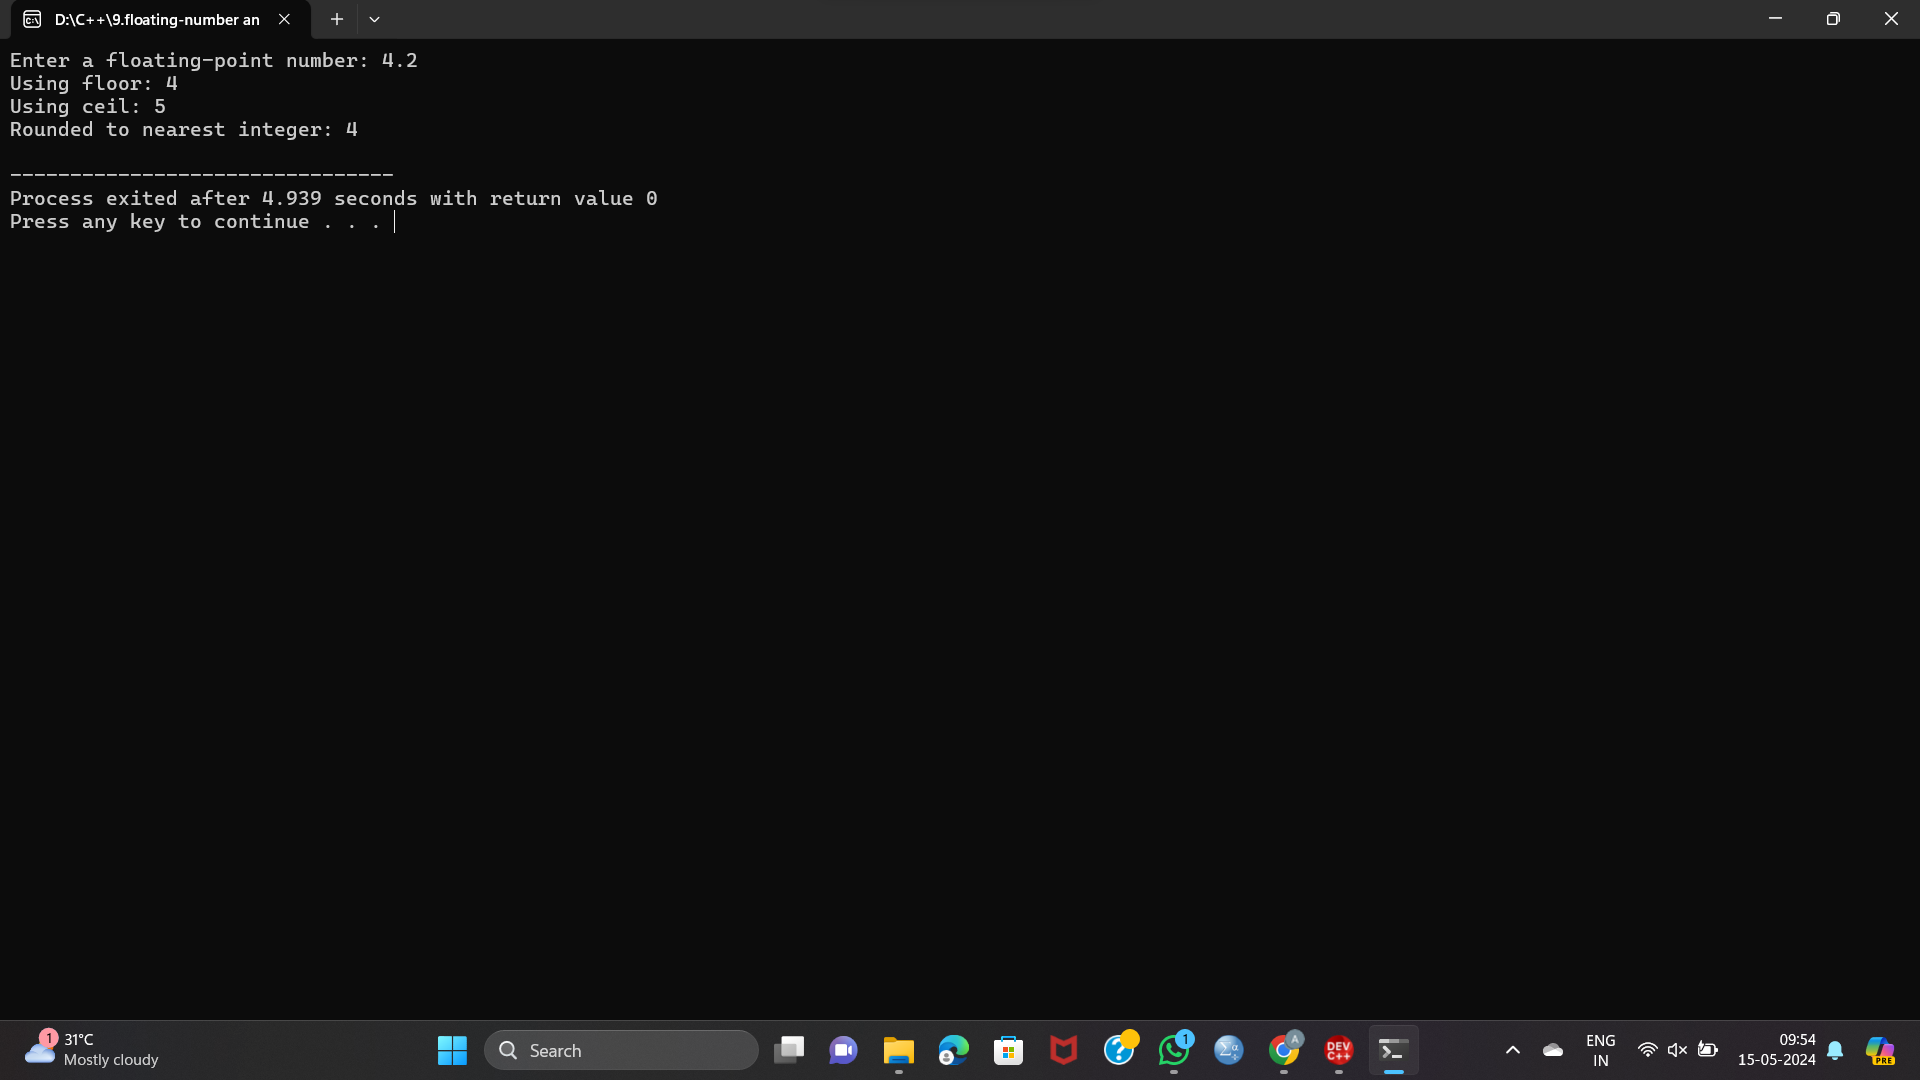 D:\C++\9.floating-number an
Enter a floating-point number: 4.2
Using floor: 4
Using ceil: 5
Rounded to nearest integer: 4
--------------------------------
Process exited after 4.939 seconds with return value 0
Press any key to continue . . .
1
31°C
Mostly cloudy
Search
1
A
DEV
C++
ENG
IN
09:54
15-05-2024
PRE